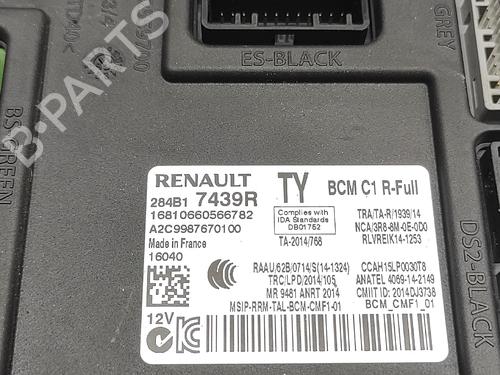 ES-BLACK
GREY
BS-GREEN
DS2-BLACK
B-PARTS
RENAULT
284B1 7439R
16810660566782
A2C9987670100
Made in France
16040
12V
TY
Complies with
IDA Standards
DB01752
TA-2014/768
BCM C1 R-Full
TRA/TA-R/1939/14
NCA/3R8-8M-0E-0D0
RLVREIK14-1253
RAAU/62B/0714/S(14-1324)
TRC/LPD/2014/105
MR 9481 ANRT 2014
MSIP-RRM-TAL-BCM-CMF1-01
CCAH15LP0030T8
ANATEL 4069-14-2149
CMIIT ID: 2014DJ3738
BCM_CMF1_01